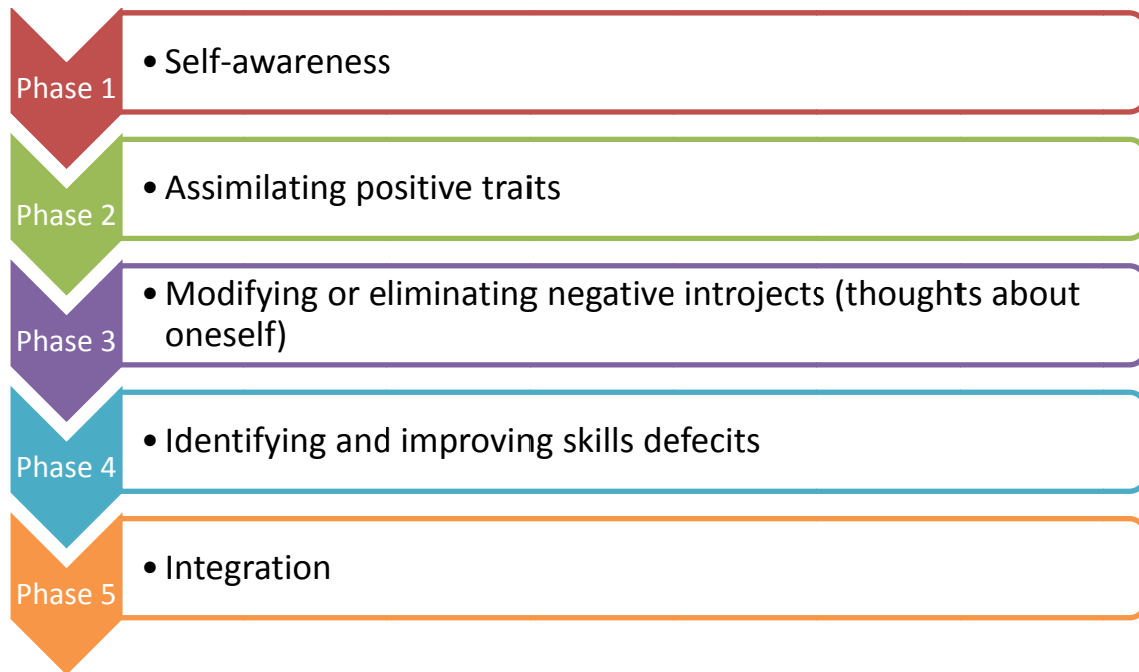 Phase 1
• Self-awareness
Phase 2
• Assimilating positive traits
Phase 3
• Modifying or eliminating negative introjects (thoughts about
oneself)
Phase 4
• Identifying and improving skills defecits
Phase 5
• Integration